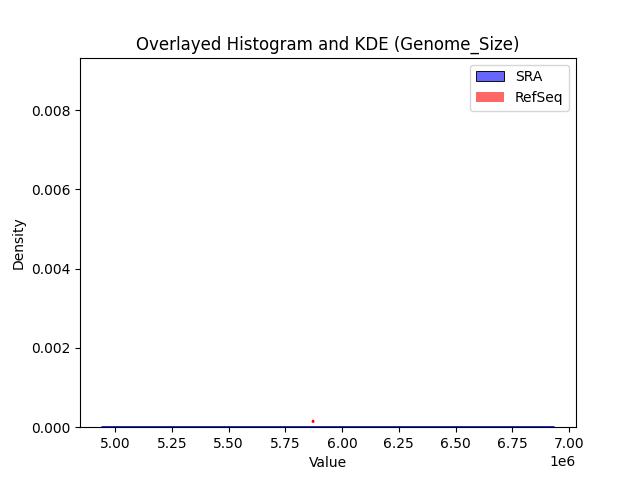 Overlayed Histogram and KDE (Genome_Size)
SRA
RefSeq
0.008
0.006
0.004
0.002
0.000
Density
5.00 5.25 5.50 5.75 6.00 6.25 6.50 6.75 7.00
1e6
Value